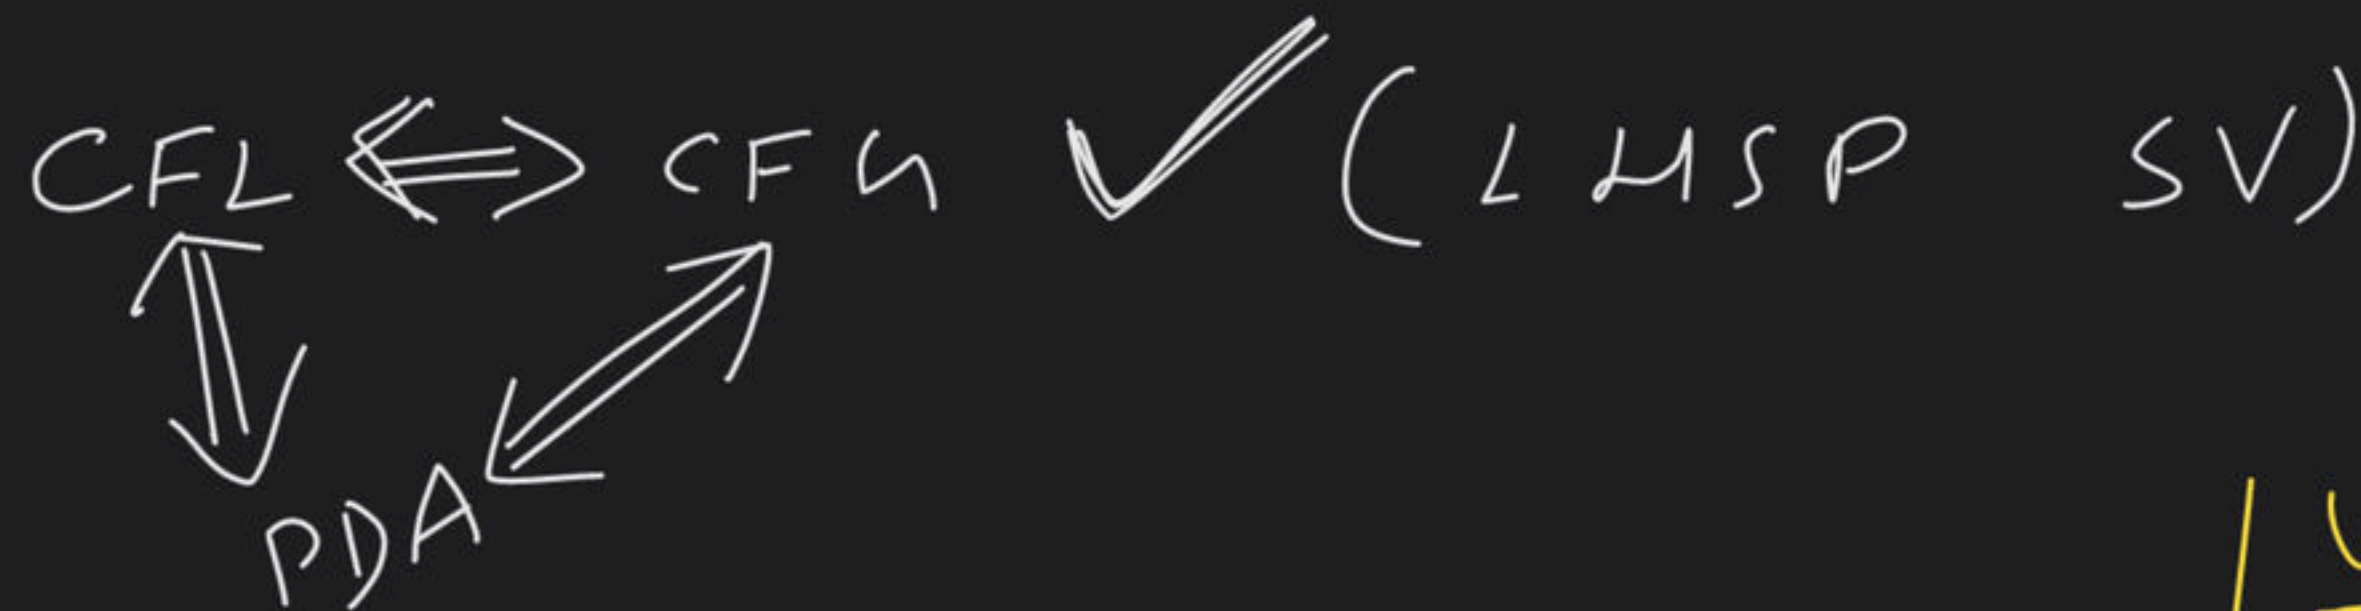 CFL ⇔ CFG ✓ (LHSP SV)
PDA